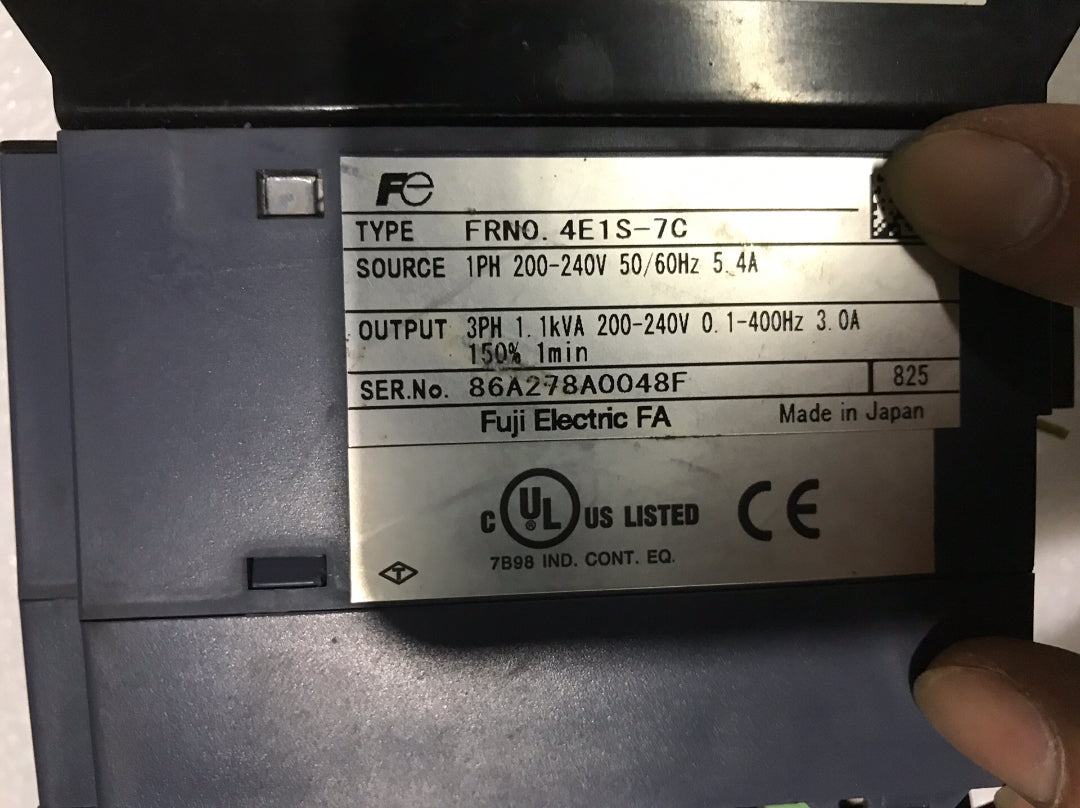 Fe
TYPE FRN0.4E1S-7C
SOURCE 1PH 200-240V 50/60Hz 5.4A
OUTPUT 3PH 1.1kVA 200-240V 0.1-400Hz 3.0A
150% 1min
SER.No. 86A278A0048F 825
Fuji Electric FA Made in Japan
C UL ® US LISTED CE
7B98 IND. CONT. EQ.
T